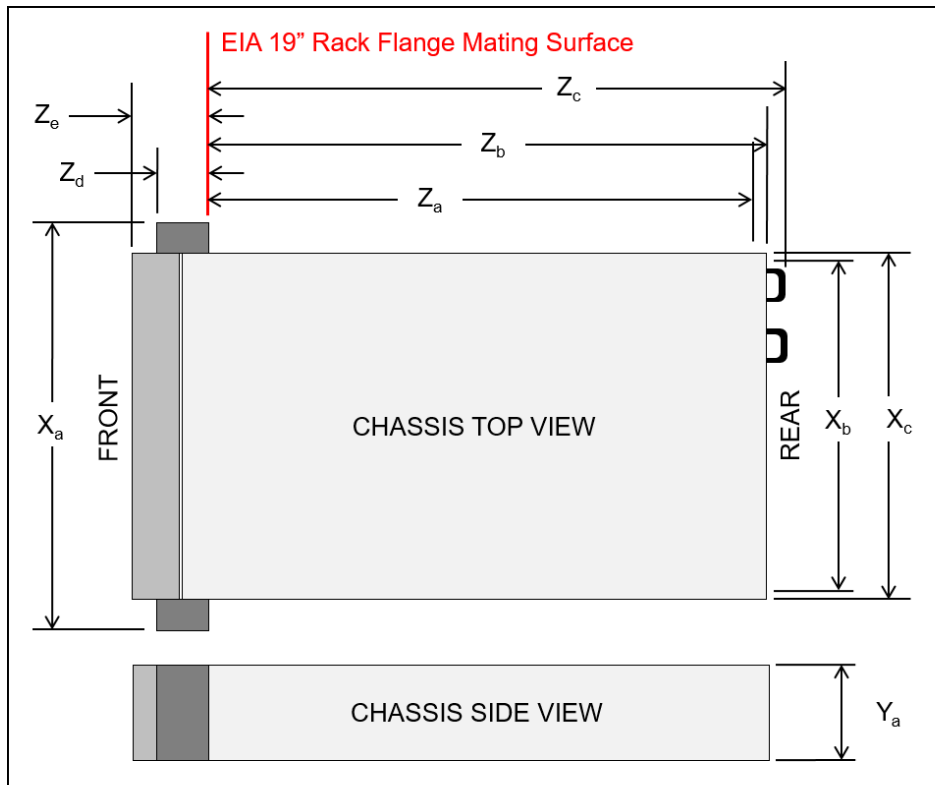 EIA 19” Rack Flange Mating Surface
Zc
Ze
Zb
Zd
Za
Xa
FRONT
CHASSIS TOP VIEW
REAR
Xb
Xc
CHASSIS SIDE VIEW
Ya